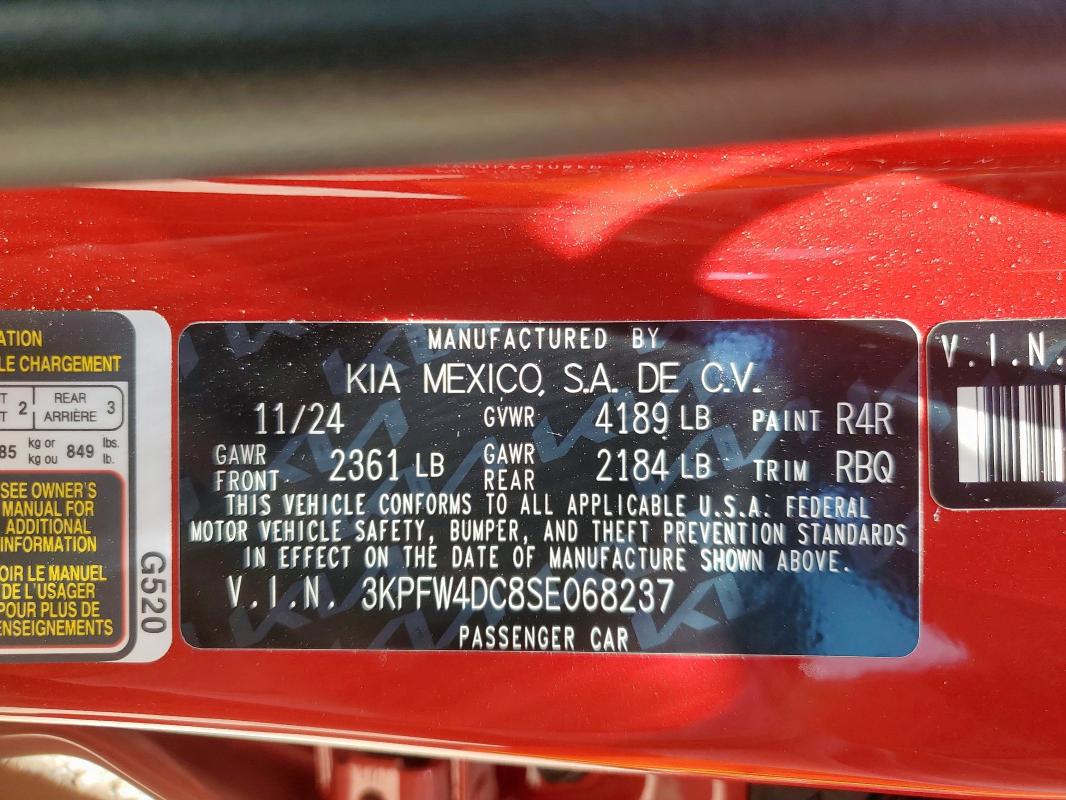 ATION
LE CHARGEMENT
2 REAR ARRIÈRE 3
85 kg or kg ou 849 lbs. lb.
SEE OWNER'S
MANUAL FOR
ADDITIONAL
INFORMATION
OIR LE MANUEL
DE L'USAGER
POUR PLUS DE
ENSEIGNEMENTS
G520
MANUFACTURED BY
KIA MEXICO, S.A. DE C.V.
11/24 GVWR 4189 LB PAINT R4R
GAWR FRONT 2361 LB GAWR REAR 2184 LB TRIM RBQ
THIS VEHICLE CONFORMS TO ALL APPLICABLE U.S.A. FEDERAL
MOTOR VEHICLE SAFETY, BUMPER, AND THEFT PREVENTION STANDARDS
IN EFFECT ON THE DATE OF MANUFACTURE SHOWN ABOVE.
V.I.N. 3KPFW4DC8SE068237
PASSENGER CAR
V.I.N.